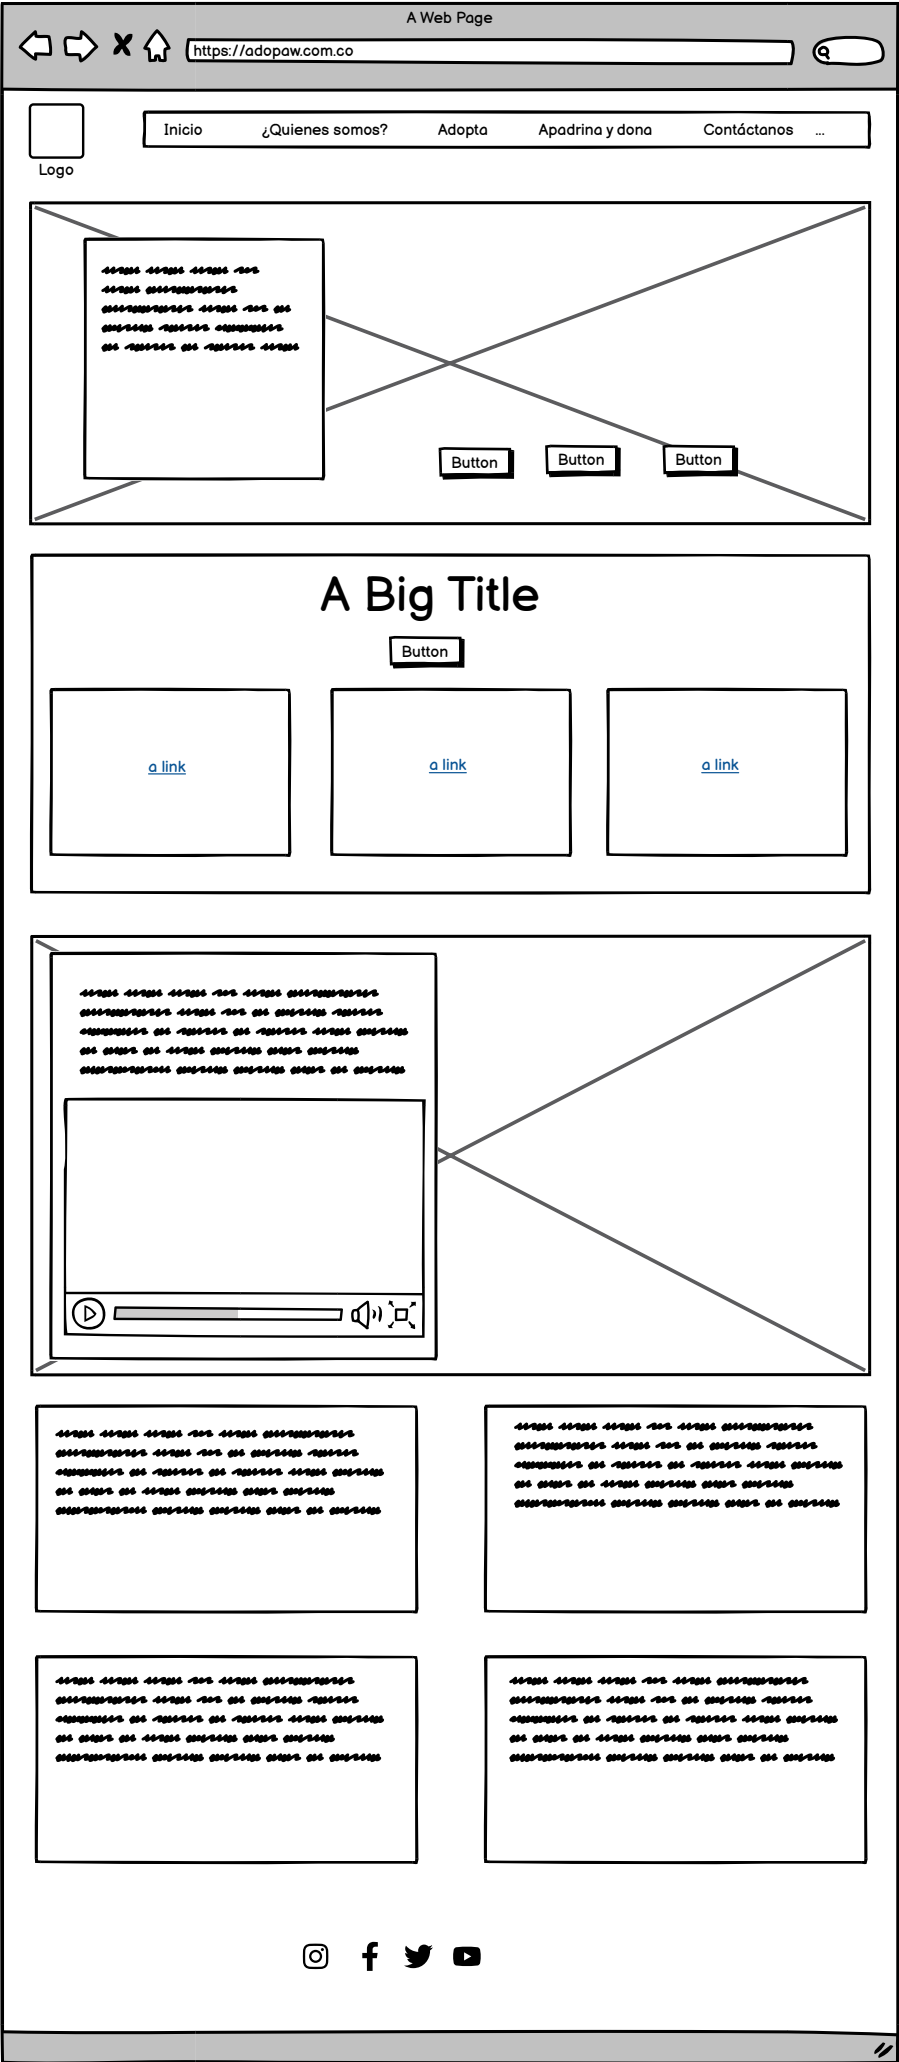 A Web Page
https://adopaw.com.co
Inicio ¿Quienes somos? Adopta Apadrina y dona Contáctanos ...
Logo
Button Button Button
A Big Title
Button
a link a link a link